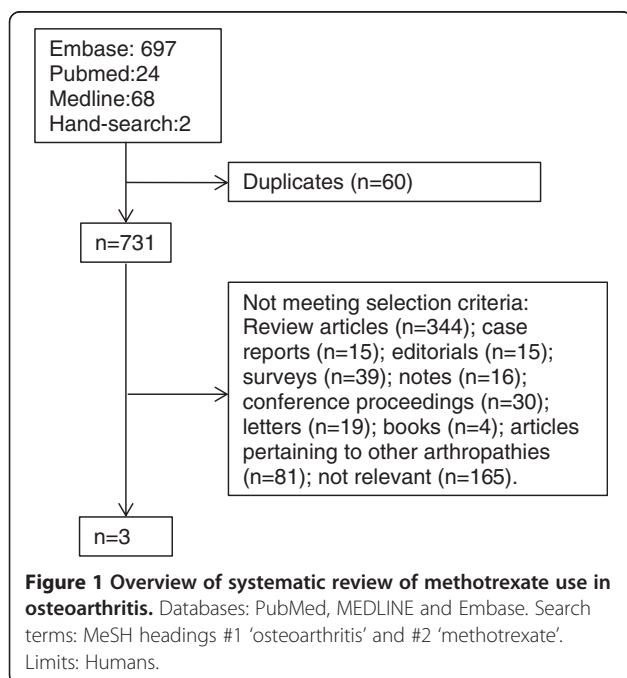 Embase: 697
Pubmed:24
Medline:68
Hand-search:2
Duplicates (n=60)
n=731
Not meeting selection criteria:
Review articles (n=344); case
reports (n=15); editorials (n=15);
surveys (n=39); notes (n=16);
conference proceedings (n=30);
letters (n=19); books (n=4); articles
pertaining to other arthropathies
(n=81); not relevant (n=165).
n=3
Figure 1 Overview of systematic review of methotrexate use in
osteoarthritis. Databases: PubMed, MEDLINE and Embase. Search
terms: MeSH headings #1 ‘osteoarthritis’ and #2 ‘methotrexate’.
Limits: Humans.